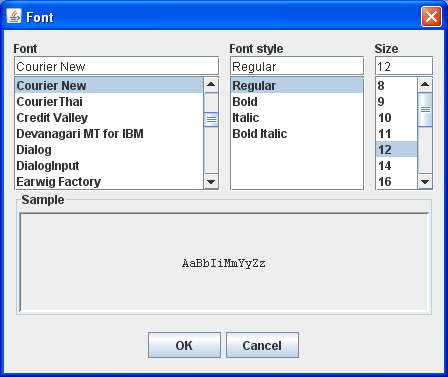 Font
Font Font style Size
Courier New Regular 12
Courier New Regular 8
CourierThai Bold 9
Credit Valley Italic 10
Devanagari MT for IBM Bold Italic 11
Dialog 12
DialogInput 14
Earwig Factory 16
Sample
AaBbIiMmYyZz
OK Cancel